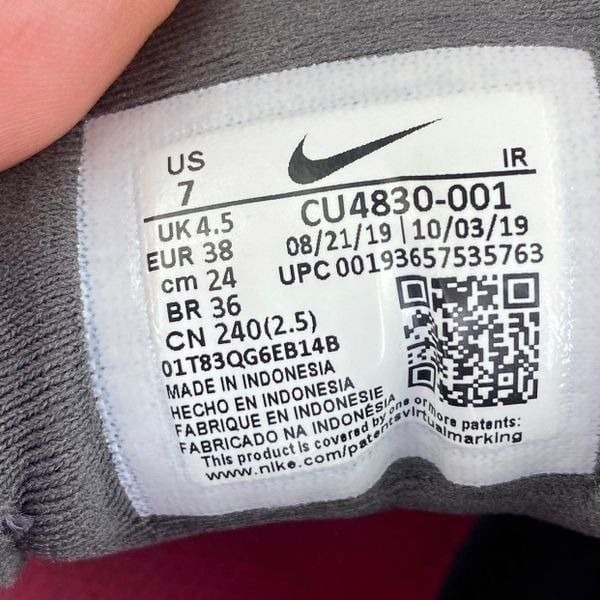 US
7
IR
UK 4.5
EUR 38
cm 24
BR 36
CN 240(2.5)
CU4830-001
08/21/19 | 10/03/19
UPC 00193657535763
01T83QG6EB14B
MADE IN INDONESIA
HECHO EN INDONESIA
FABRIQUE EN INDONESIE
FABRICADO NA INDONÉSIA
This product is covered by one or more patents:
www.nike.com/patentsvirtualmarking